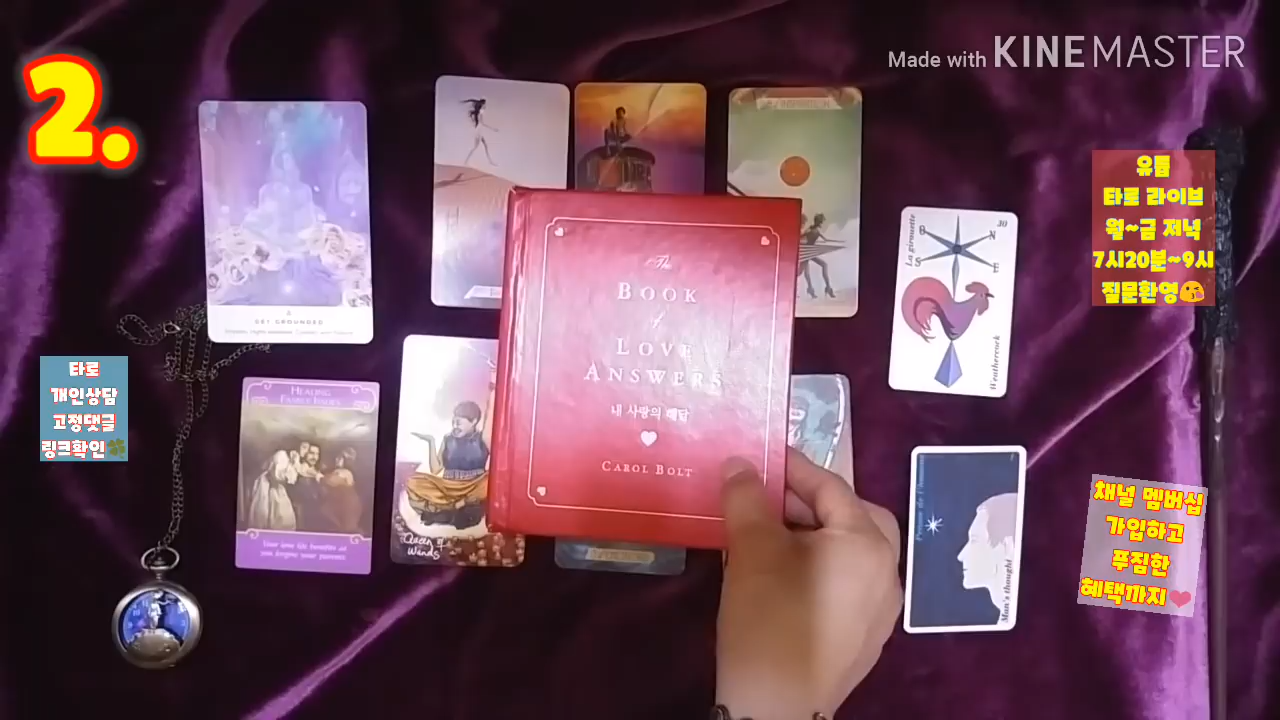 2.
Made with KINEMASTER
유튭
타로 라이브
월~금 저녁
7시20분~9시
질문환영
GET GROUNDED
30
La girouette
N
S
Weathercock
The
BOOK
of
LOVE
ANSWERS
내 사랑의 해답
CAROL BOLT
타로
개인상담
고정댓글
링크확인
HEALING
FAMILY ISSUES
Your love life benefits as
you forgive your parents.
Queen of
Wands
Man's thought
채널 멤버십
가입하고
푸짐한
혜택까지